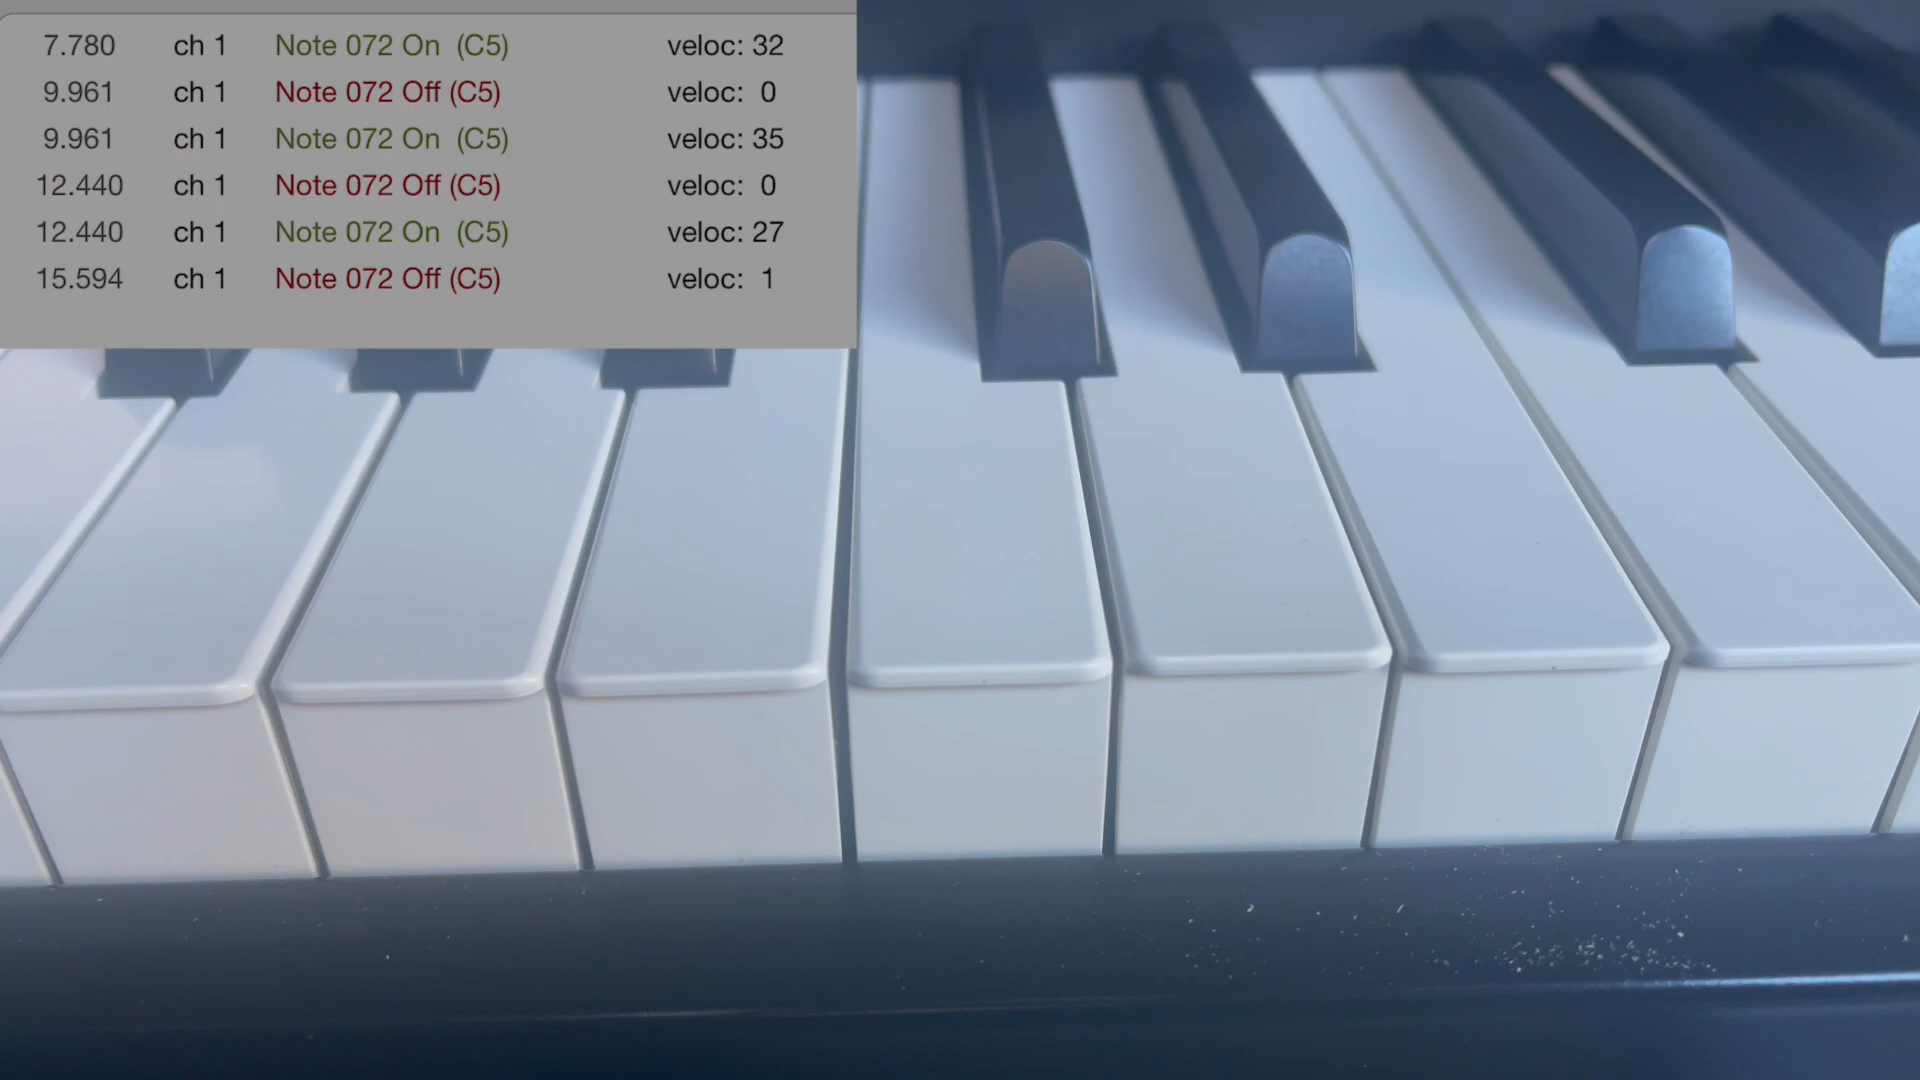 7.780 ch 1 Note 072 On (C5) veloc: 32
9.961 ch 1 Note 072 Off (C5) veloc: 0
9.961 ch 1 Note 072 On (C5) veloc: 35
12.440 ch 1 Note 072 Off (C5) veloc: 0
12.440 ch 1 Note 072 On (C5) veloc: 27
15.594 ch 1 Note 072 Off (C5) veloc: 1